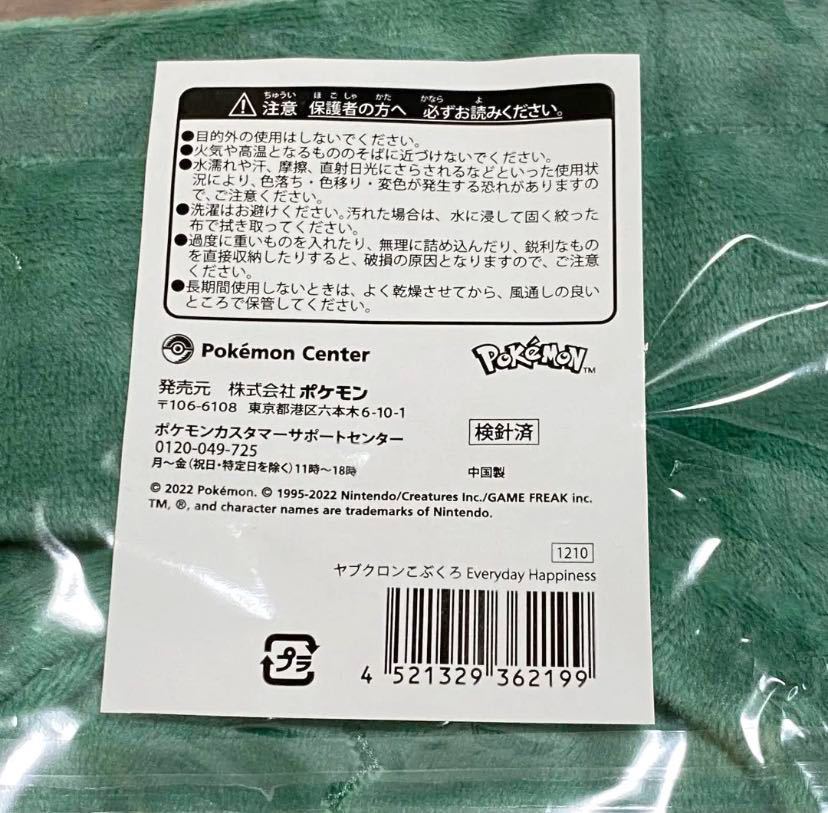 注意 保護者の方へ 必ずお読みください。
●目的外の使用はしないでください。
●火気や高温となるもののそばに近づけないでください。
●水濡れや汗、摩擦、直射日光にさらされるなどといった使用状
況により、色落ち・色移り・変色が発生する恐れがありますの
で、ご注意ください。
●洗濯はお避けください。汚れた場合は、水に浸して固く絞った
布で拭き取ってください。
●過度に重いものを入れたり、無理に詰め込んだり、鋭利なもの
を直接収納したりすると、破損の原因となりますので、ご注意
ください。
●長期間使用しないときは、よく乾燥させてから、風通しの良い
ところで保管してください。
Pokémon Center
POKéMON TM
発売元 株式会社ポケモン
〒106-6108 東京都港区六本木6-10-1
ポケモンカスタマーサポートセンター
0120-049-725
月〜金(祝日・特定日を除く)11時〜18時
検針済
中国製
© 2022 Pokémon. © 1995-2022 Nintendo/Creatures Inc./GAME FREAK inc.
TM, ®, and character names are trademarks of Nintendo.
1210
ヤブクロンこぶくろ Everyday Happiness
プラ
4 521329 362199